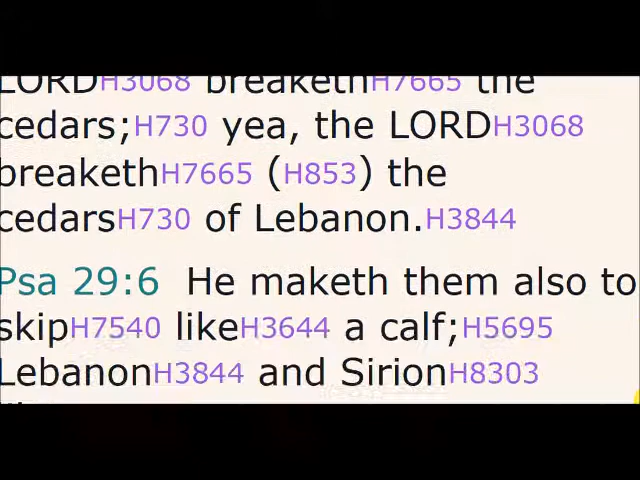 LORDH3068 breakethH7665 the
cedars;H730 yea, the LORDH3068
breakethH7665 (H853) the
cedarsH730 of Lebanon.H3844
Psa 29:6 He maketh them also to
skipH7540 likeH3644 a calf;H5695
LebanonH3844 and SirionH8303